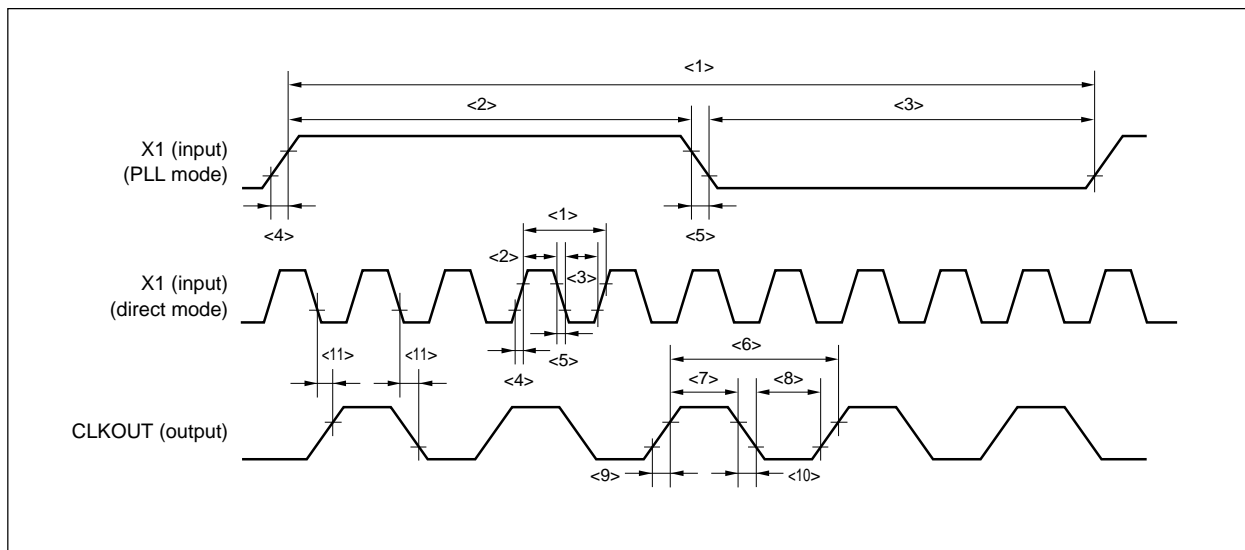 <1>
<2> <3>
X1 (input)
(PLL mode)
<4> <5>
<1>
<2> <3>
X1 (input)
(direct mode)
<11> <11> <4> <5>
<6>
<7> <8>
CLKOUT (output)
<9> <10>